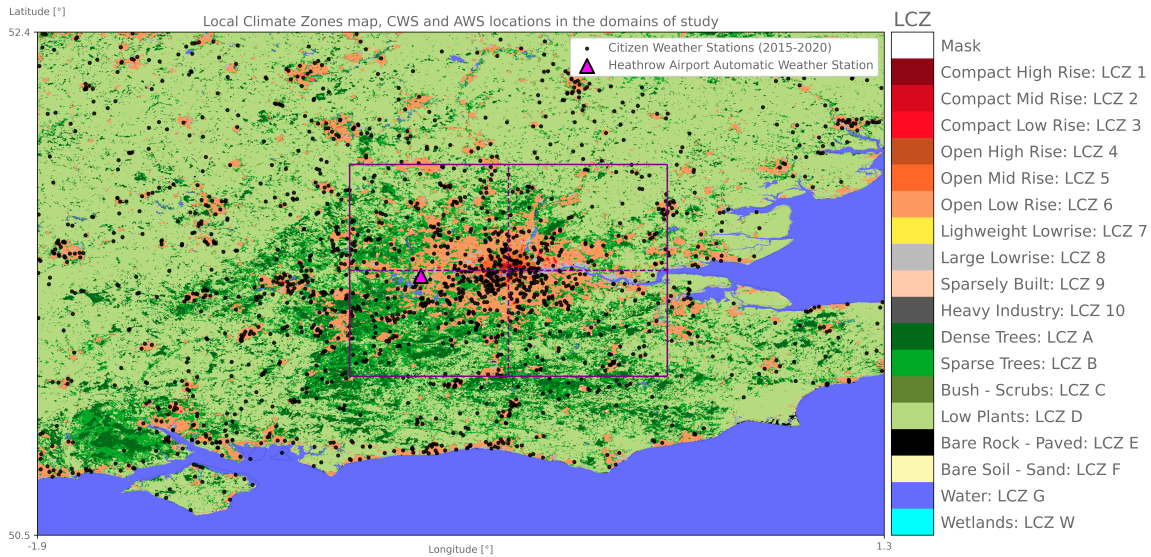 Latitude [°]
Local Climate Zones map, CWS and AWS locations in the domains of study
LCZ
52.4
Citizen Weather Stations (2015-2020)
Heathrow Airport Automatic Weather Station
Mask
Compact High Rise: LCZ 1
Compact Mid Rise: LCZ 2
Compact Low Rise: LCZ 3
Open High Rise: LCZ 4
Open Mid Rise: LCZ 5
Open Low Rise: LCZ 6
Lighweight Lowrise: LCZ 7
Large Lowrise: LCZ 8
Sparsely Built: LCZ 9
Heavy Industry: LCZ 10
Dense Trees: LCZ A
Sparse Trees: LCZ B
Bush - Scrubs: LCZ C
Low Plants: LCZ D
Bare Rock - Paved: LCZ E
Bare Soil - Sand: LCZ F
Water: LCZ G
Wetlands: LCZ W
50.5
-1.9
Longitude [°]
1.3